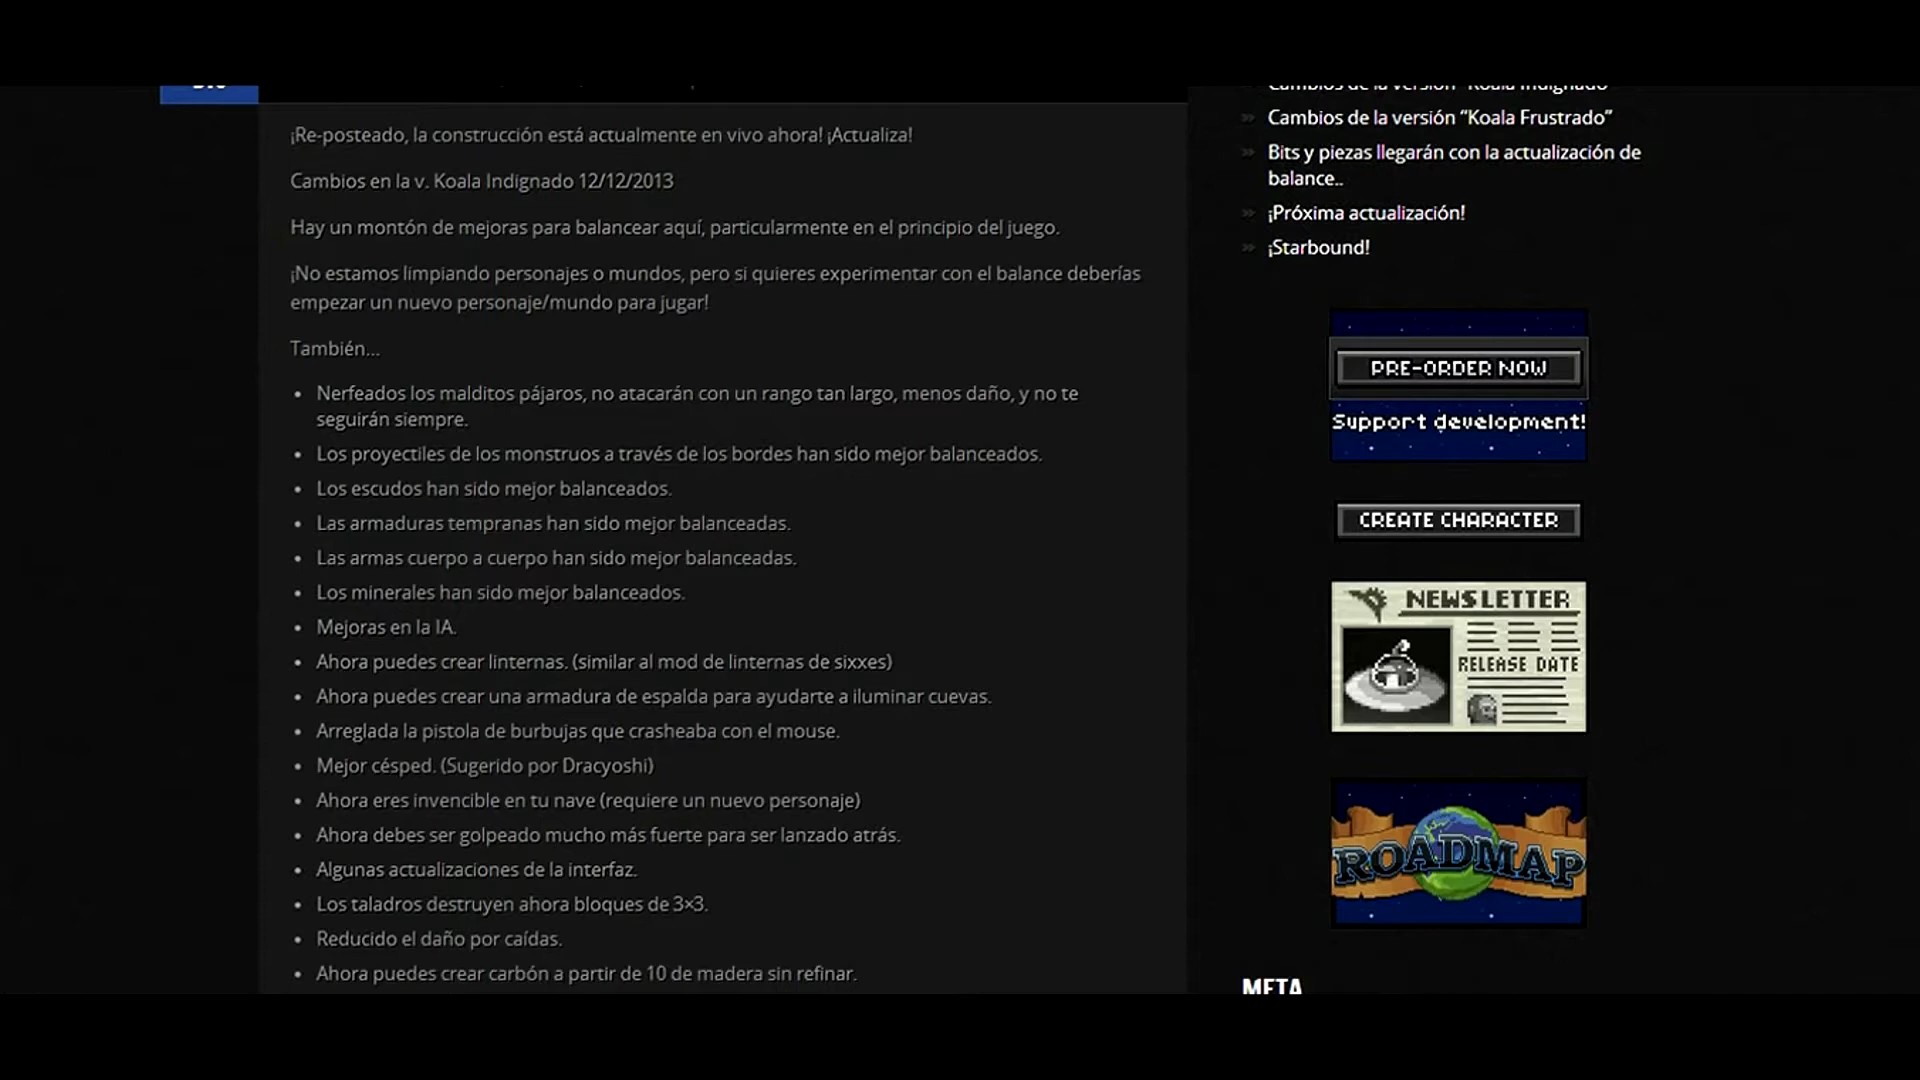 ¡Re-posteado, la construcción está actualmente en vivo ahora! ¡Actualiza!
Cambios en la v. Koala Indignado 12/12/2013
Hay un montón de mejoras para balancear aquí, particularmente en el principio del juego.
¡No estamos limpiando personajes o mundos, pero si quieres experimentar con el balance deberías
empezar un nuevo personaje/mundo para jugar!
También...
Nerfeados los malditos pájaros, no atacarán con un rango tan largo, menos daño, y no te
seguirán siempre.
Los proyectiles de los monstruos a través de los bordes han sido mejor balanceados.
Los escudos han sido mejor balanceados.
Las armaduras tempranas han sido mejor balanceadas.
Las armas cuerpo a cuerpo han sido mejor balanceadas.
Los minerales han sido mejor balanceados.
Mejoras en la IA.
Ahora puedes crear linternas. (similar al mod de linternas de sixxes)
Ahora puedes crear una armadura de espalda para ayudarte a iluminar cuevas.
Arreglada la pistola de burbujas que crasheaba con el mouse.
Mejor césped. (Sugerido por Dracyoshi)
Ahora eres invencible en tu nave (requiere un nuevo personaje)
Ahora debes ser golpeado mucho más fuerte para ser lanzado atrás.
Algunas actualizaciones de la interfaz.
Los taladros destruyen ahora bloques de 3×3.
Reducido el daño por caídas.
Ahora puedes crear carbón a partir de 10 de madera sin refinar.
Cambios de la versión "Koala Indignado"
Cambios de la versión “Koala Frustrado”
Bits y piezas llegarán con la actualización de
balance..
¡Próxima actualización!
¡Starbound!
PRE-ORDER NOW
Support development!
CREATE CHARACTER
NEWSLETTER
RELEASE DATE
ROADMAP
META